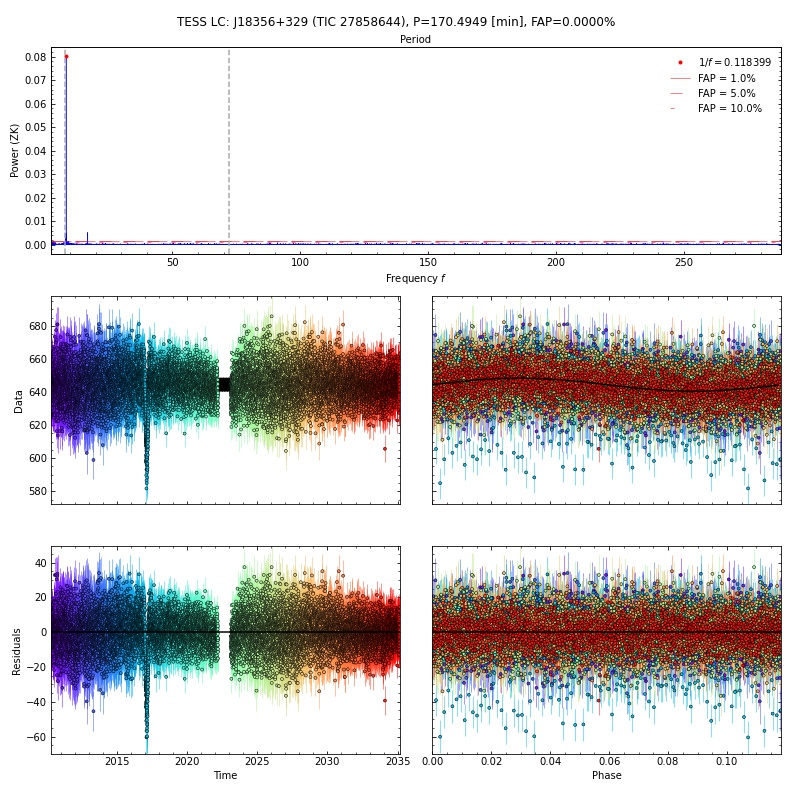 TESS LC: J18356+329 (TIC 27858644), P=170.4949 [min], FAP=0.0000%
Period
0.08
0.07
0.06
0.05
0.04
0.03
0.02
0.01
0.00
Power (ZK)
1/f = 0.118399
FAP = 1.0%
FAP = 5.0%
FAP = 10.0%
50 100 150 200 250
Frequency f
680
660
640
620
600
580
Data
40
20
0
−20
−40
−60
Residuals
2015 2020 2025 2030 2035
Time
0.00 0.02 0.04 0.06 0.08 0.10
Phase